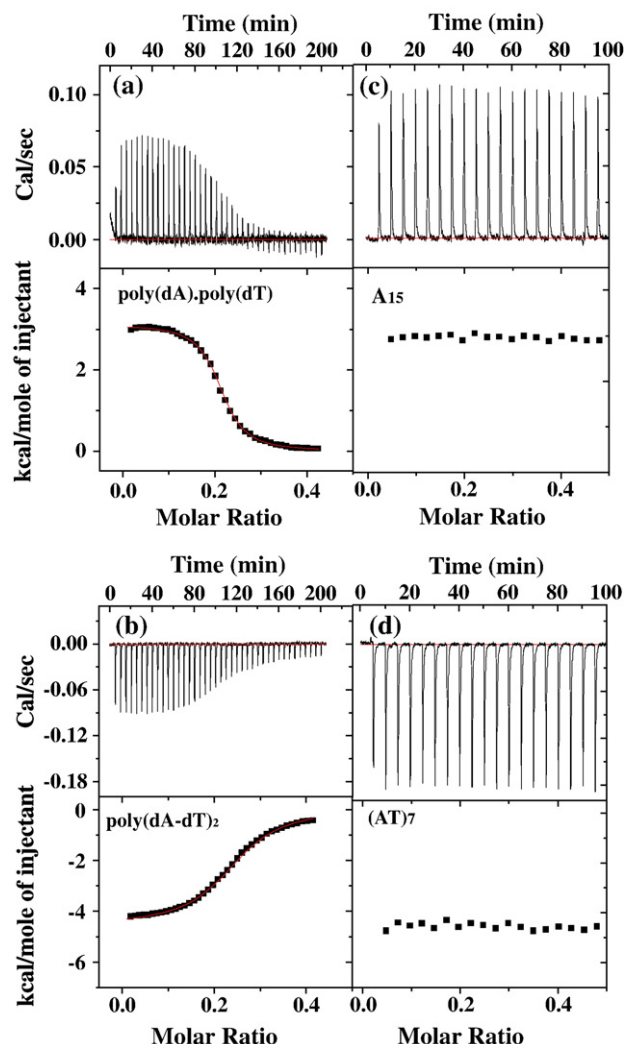 Time (min)
Time (min)
0 40 80 120 160 200
0 20 40 60 80 100
(a)
(c)
0.10
0.05
0.00
Cal/sec
poly(dA).poly(dT)
A15
4
2
0
kcal/mole of injectant
0.0 0.2 0.4
0.0 0.2 0.4
Molar Ratio
Molar Ratio
Time (min)
Time (min)
0 40 80 120 160 200
0 20 40 60 80 100
(b)
(d)
0.00
-0.06
-0.12
-0.18
Cal/sec
poly(dA-dT)2
(AT)7
0
-2
-4
-6
kcal/mole of injectant
0.0 0.2 0.4
0.0 0.2 0.4
Molar Ratio
Molar Ratio